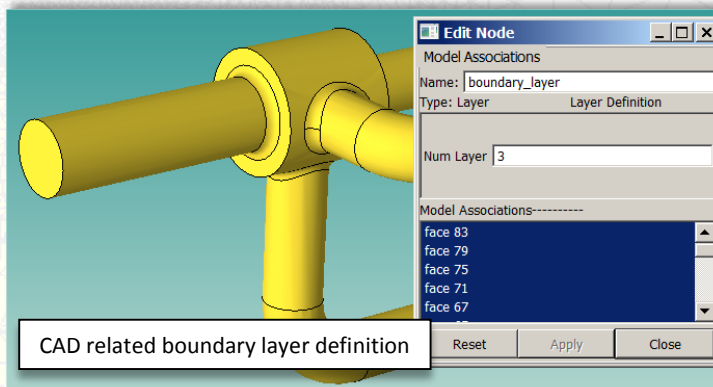 Edit Node
Model Associations
Name: boundary_layer
Type: Layer Layer Definition
Num Layer 3
Model Associations----------
face 83
face 79
face 75
face 71
face 67
Reset Apply Close
CAD related boundary layer definition